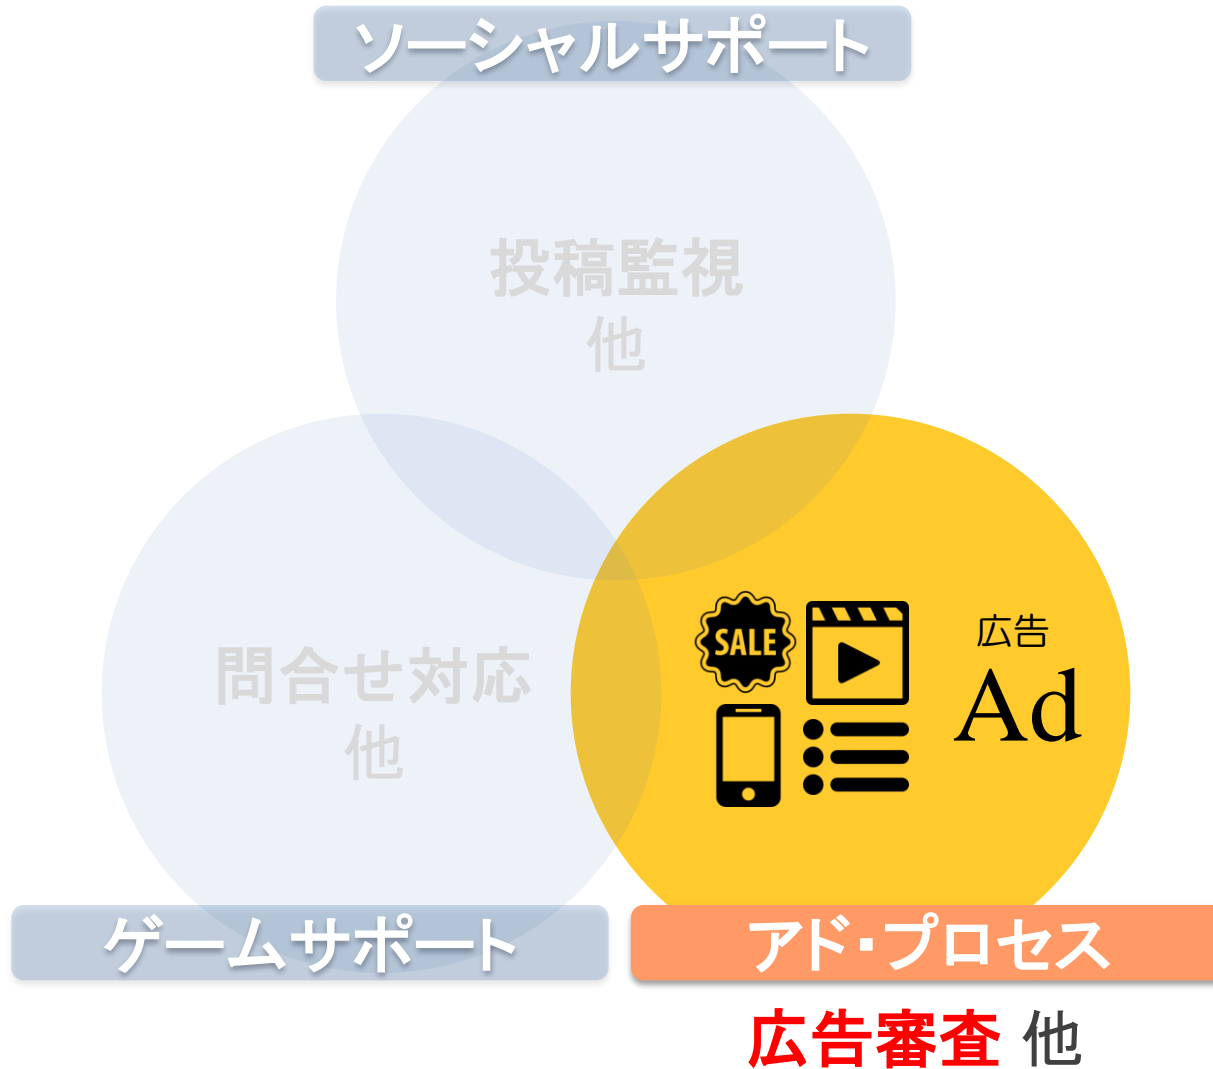 ソーシャルサポート
投稿監視
他
問合せ対応
他
SALE
広告
Ad
ゲームサポート
アド・プロセス
広告審査 他